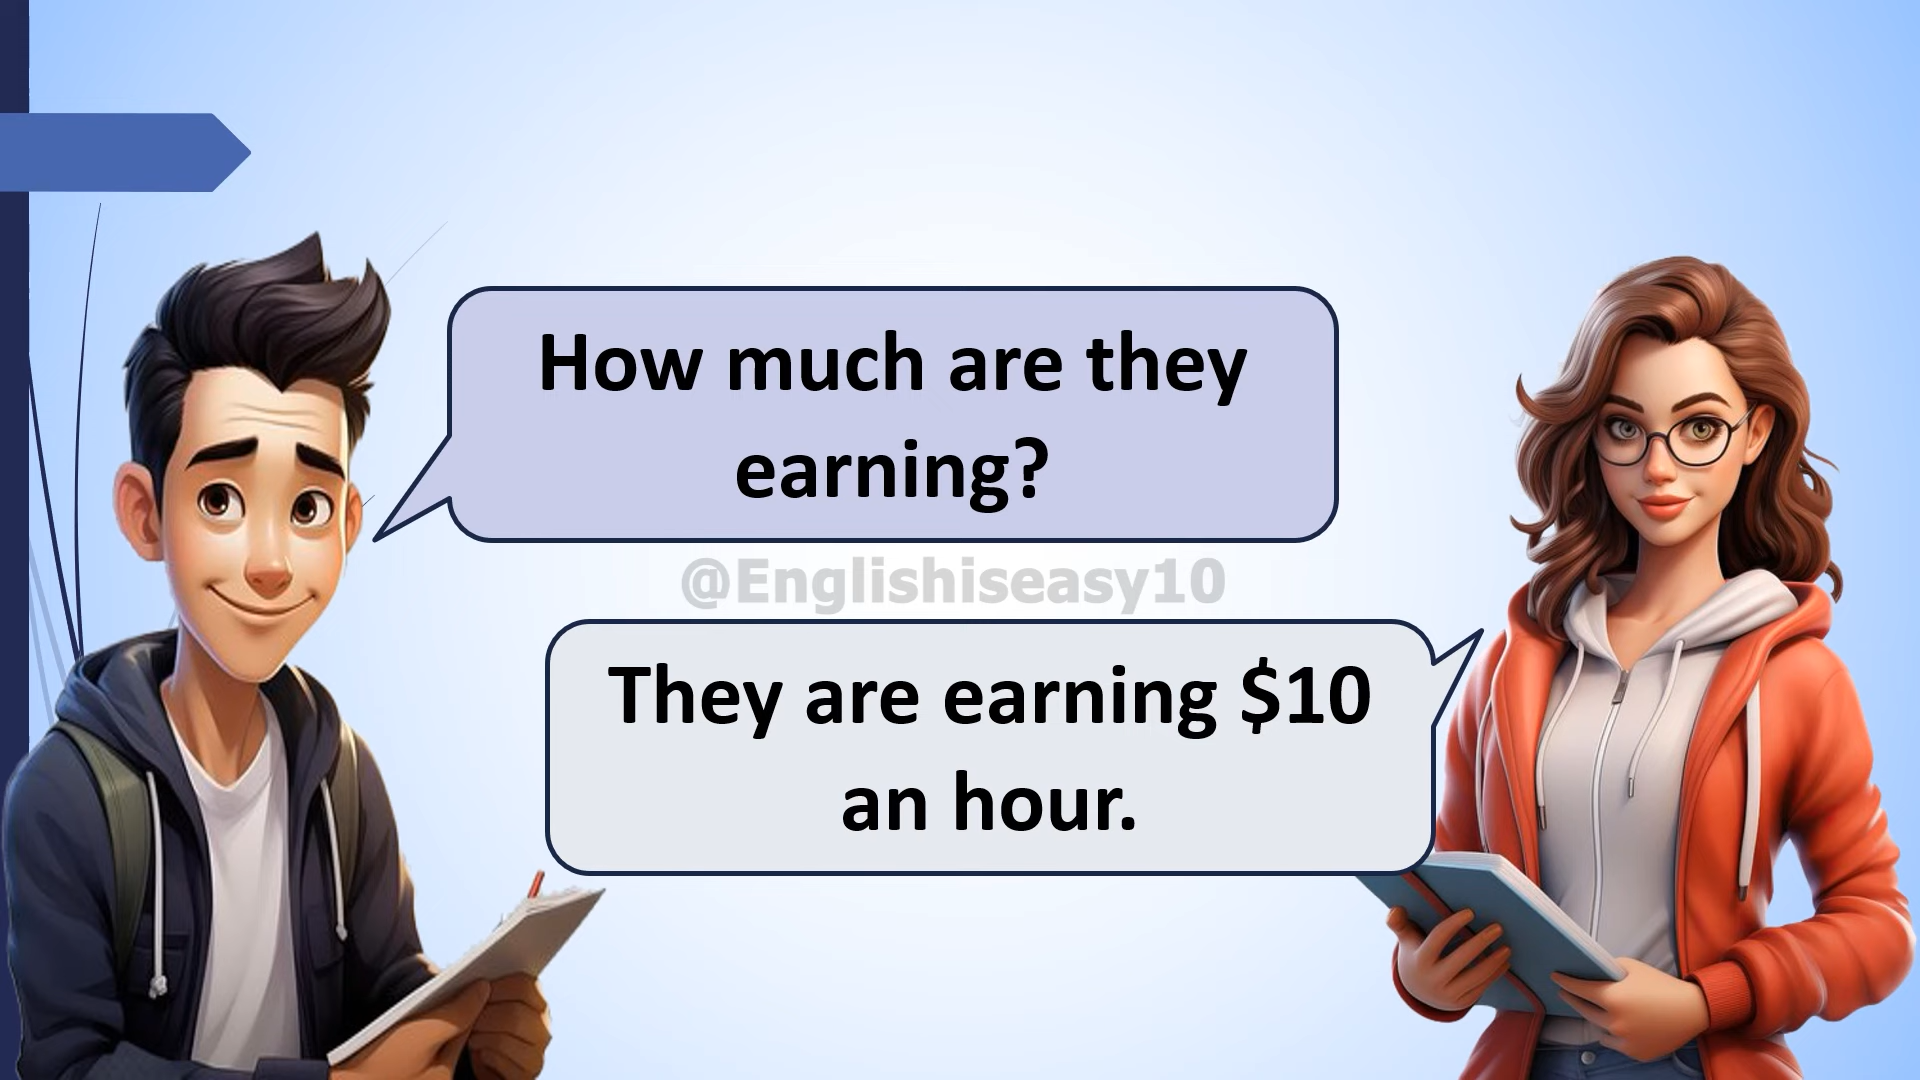 How much are they
earning?
@Englishiseasy10
They are earning $10
an hour.